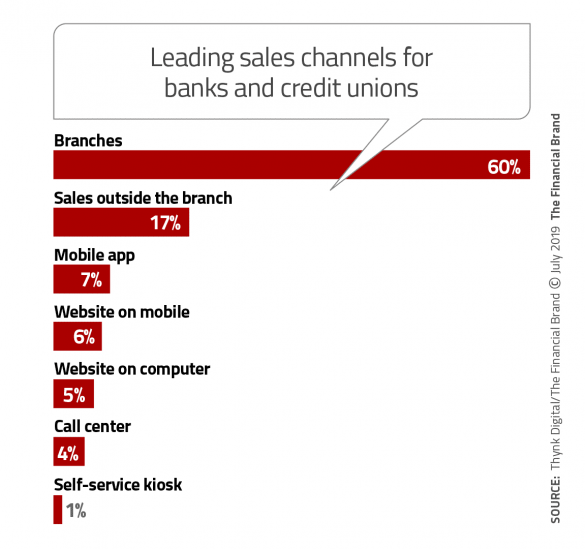 Leading sales channels for
banks and credit unions
Branches
60%
Sales outside the branch
17%
Mobile app
7%
Website on mobile
6%
Website on computer
5%
Call center
4%
Self-service kiosk
1%
SOURCE: Thynk Digital/The Financial Brand © July 2019 The Financial Brand